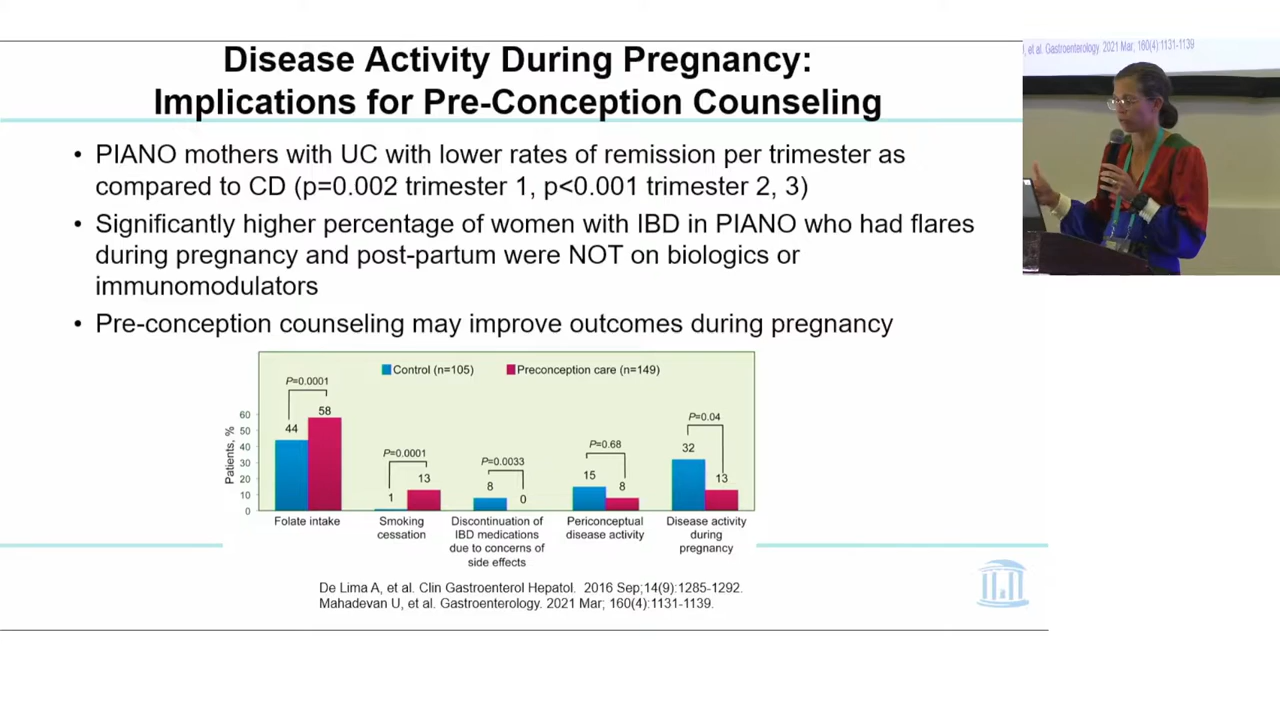 Disease Activity During Pregnancy:
Implications for Pre-Conception Counseling
• PIANO mothers with UC with lower rates of remission per trimester as
compared to CD (p=0.002 trimester 1, p<0.001 trimester 2, 3)
• Significantly higher percentage of women with IBD in PIANO who had flares
during pregnancy and post-partum were NOT on biologics or
immunomodulators
• Pre-conception counseling may improve outcomes during pregnancy
Control (n=105) Preconception care (n=149)
Patients, %
60
50
40
30
20
10
0
P=0.0001
44 58
Folate intake
P=0.0001
1 13
Smoking
cessation
P=0.0033
8 0
Discontinuation of
IBD medications
due to concerns of
side effects
P=0.68
15 8
Periconceptual
disease activity
P=0.04
32 13
Disease activity
during
pregnancy
De Lima A, et al. Clin Gastroenterol Hepatol. 2016 Sep;14(9):1285-1292.
Mahadevan U, et al. Gastroenterology. 2021 Mar; 160(4):1131-1139.
, et al. Gastroenterology. 2021 Mar; 160(4):1131-1139